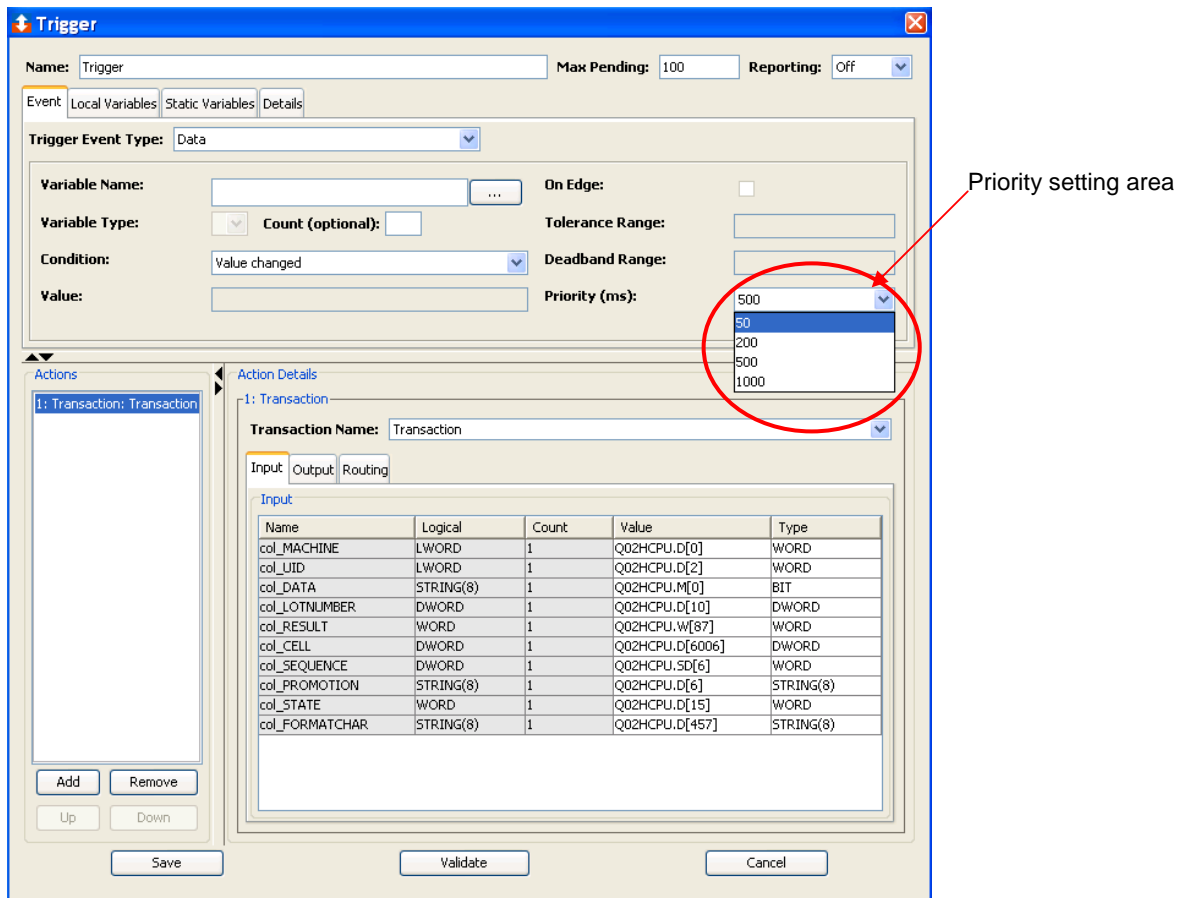 Trigger
Name: Trigger Max Pending: 100 Reporting: Off
Event Local Variables Static Variables Details
Trigger Event Type: Data
Variable Name: ... On Edge:
Priority setting area
Variable Type: Count (optional): Tolerance Range:
Condition: Value changed Deadband Range:
Value: Priority (ms): 500
50
200
500
1000
Actions
1: Transaction: Transaction
Action Details
1: Transaction
Transaction Name: Transaction
Input Output Routing
Input
Name Logical Count Value Type
col_MACHINE LWORD 1 Q02HCPU.D[0] WORD
col_UID LWORD 1 Q02HCPU.D[2] WORD
col_DATA STRING(8) 1 Q02HCPU.M[0] BIT
col_LOTNUMBER DWORD 1 Q02HCPU.D[10] DWORD
col_RESULT WORD 1 Q02HCPU.W[87] WORD
col_CELL DWORD 1 Q02HCPU.D[6006] DWORD
col_SEQUENCE DWORD 1 Q02HCPU.SD[6] WORD
col_PROMOTION STRING(8) 1 Q02HCPU.D[6] STRING(8)
col_STATE WORD 1 Q02HCPU.D[15] WORD
col_FORMATCHAR STRING(8) 1 Q02HCPU.D[457] STRING(8)
Add Remove
Up Down
Save Validate Cancel